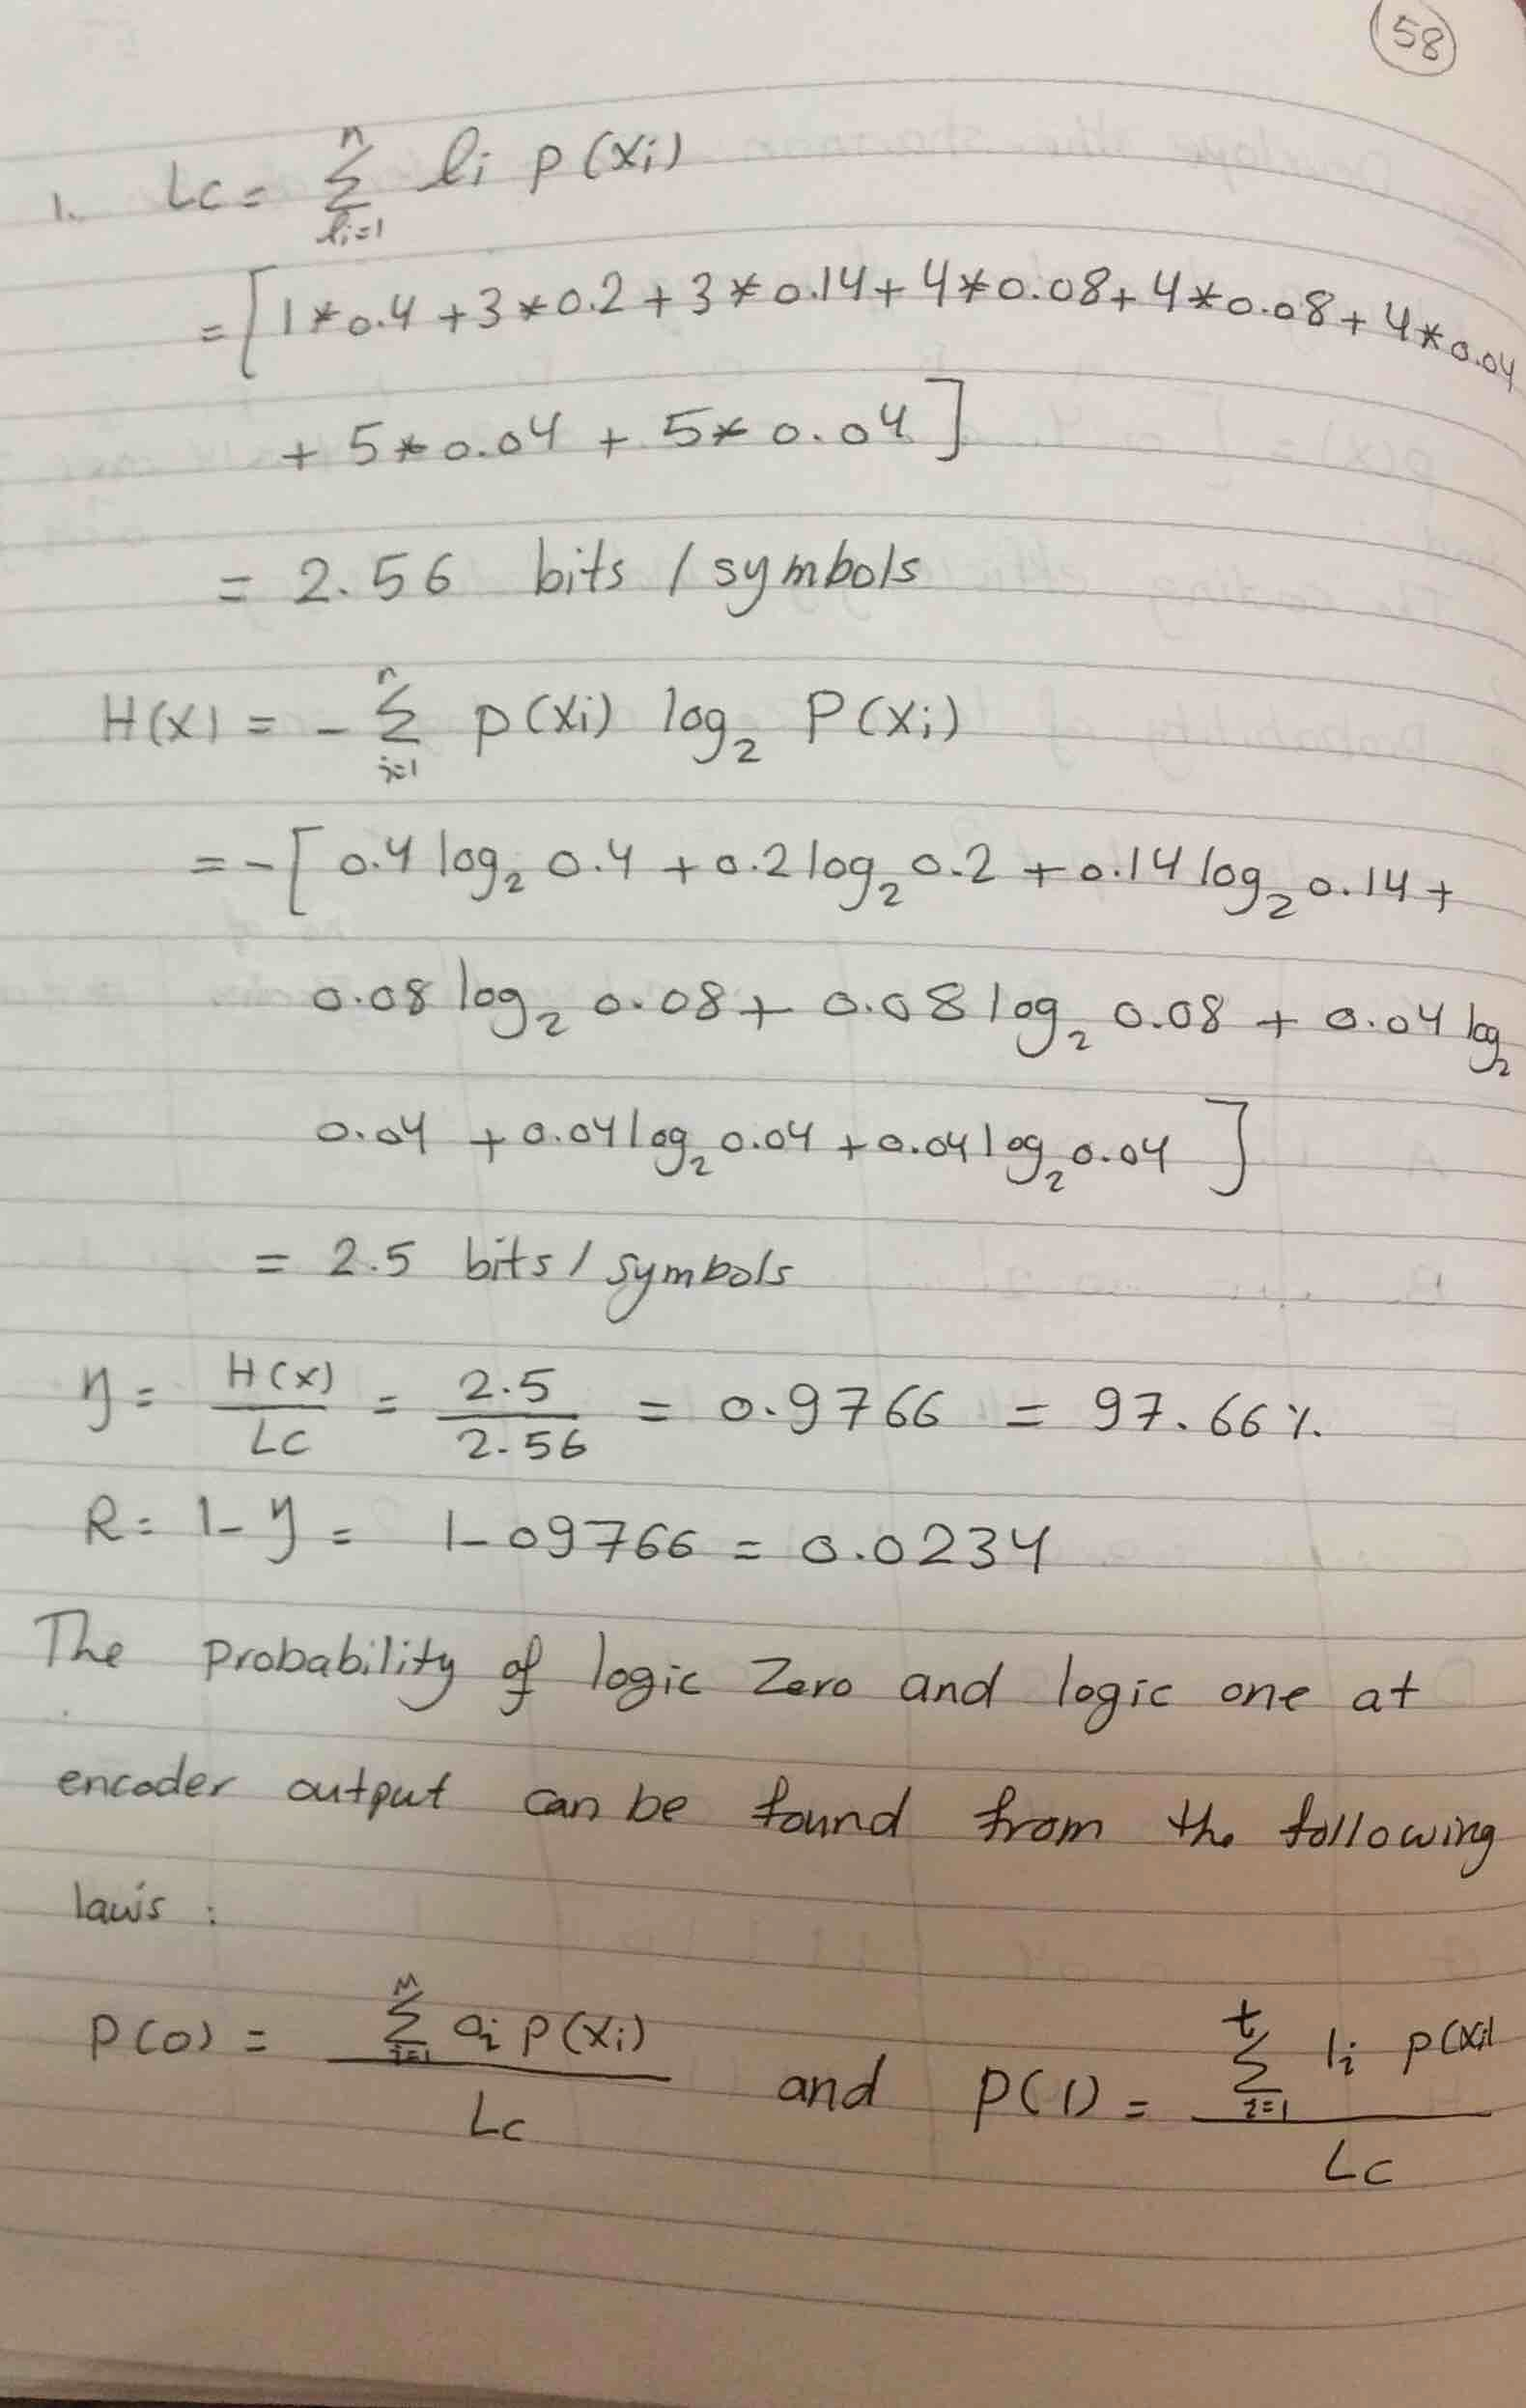 58
1. Lc = n Σ li=1 li p(xi)
= [1*0.4 + 3*0.2 + 3*0.14 + 4*0.08 + 4*0.08 + 4*0.04
+ 5*0.04 + 5*0.04]
= 2.56 bits / symbols
H(X) = - n Σ i=1 p(xi) log₂ P(xi)
= - [0.4 log₂ 0.4 + 0.2 log₂ 0.2 + 0.14 log₂ 0.14 +
0.08 log₂ 0.08 + 0.08 log₂ 0.08 + 0.04 log₂
0.04 + 0.04 log₂ 0.04 + 0.04 log₂ 0.04]
= 2.5 bits / symbols
η = H(x) / Lc = 2.5 / 2.56 = 0.9766 = 97.66%
R = 1 - η = 1 - 09766 = 0.0234
The probability of logic Zero and logic one at
encoder output can be found from the following
laws :
P(0) = M Σ i=1 0i p(xi) / Lc and P(1) = t Σ i=1 1i p(xi) / Lc